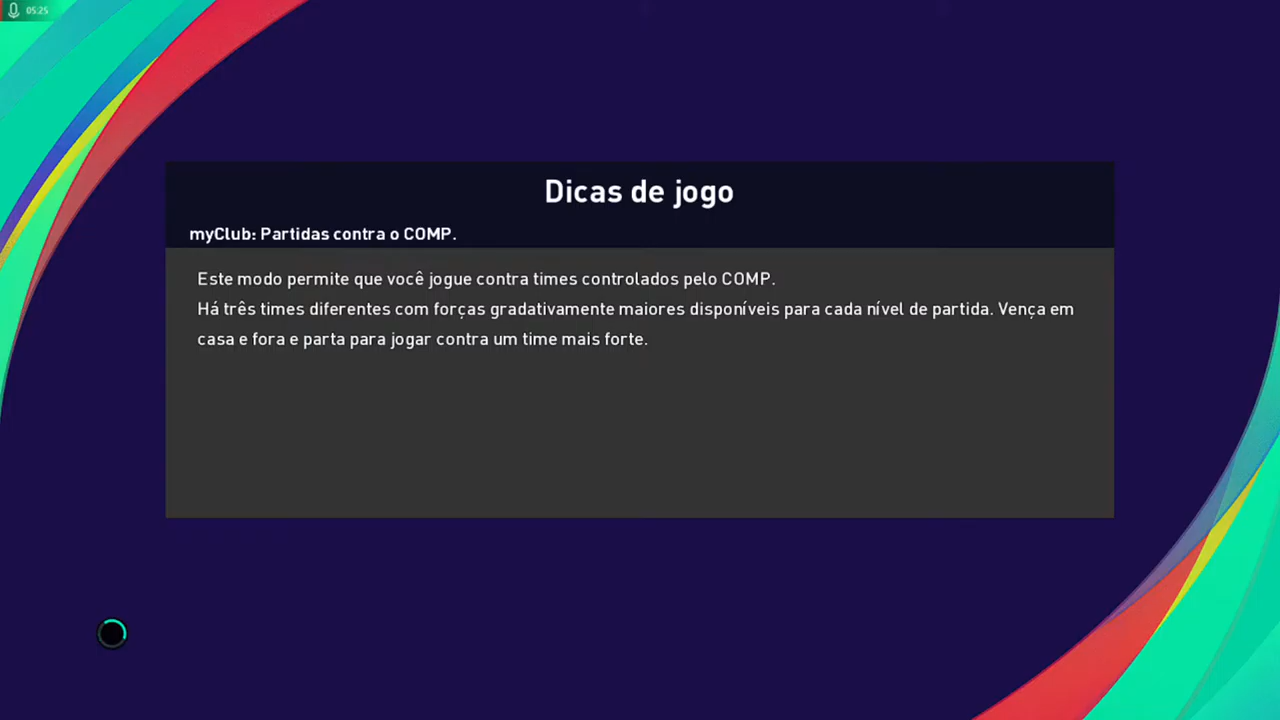 05:25
Dicas de jogo
myClub: Partidas contra o COMP.
Este modo permite que você jogue contra times controlados pelo COMP.
Há três times diferentes com forças gradativamente maiores disponíveis para cada nível de partida. Vença em
casa e fora e parta para jogar contra um time mais forte.